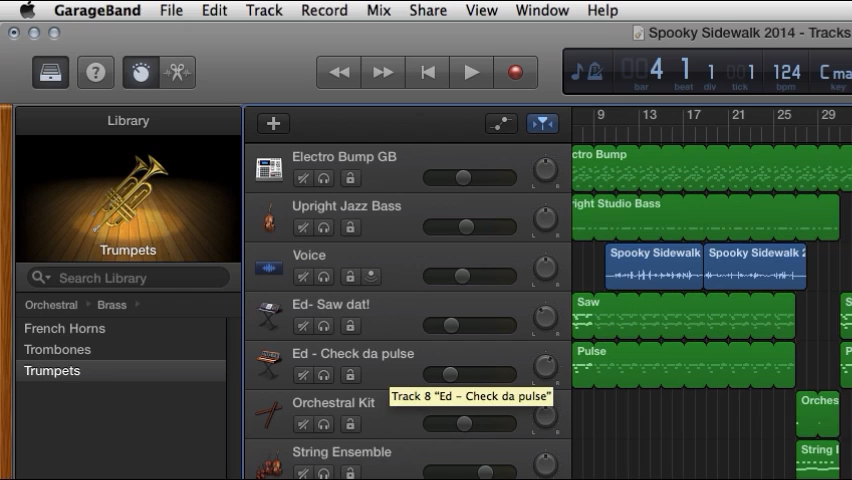 GarageBand File Edit Track Record Mix Share View Window Help
Spooky Sidewalk 2014 - Tracks
4 1 1 1 124 C ma
bar beat div tick bpm key
Library
9 13 17 21 25 29
Trumpets
Search Library
Orchestral Brass
French Horns
Trombones
Trumpets
Electro Bump GB
L R
ctro Bump
Upright Jazz Bass
L R
right Studio Bass
Voice
L R
Spooky Sidewalk Spooky Sidewalk 2
Ed- Saw dat!
L R
Saw S
Ed - Check da pulse
L R
Pulse P
Track 8 “Ed – Check da pulse”
Orchestral Kit
L R
Orches
String Ensemble
L R
String E